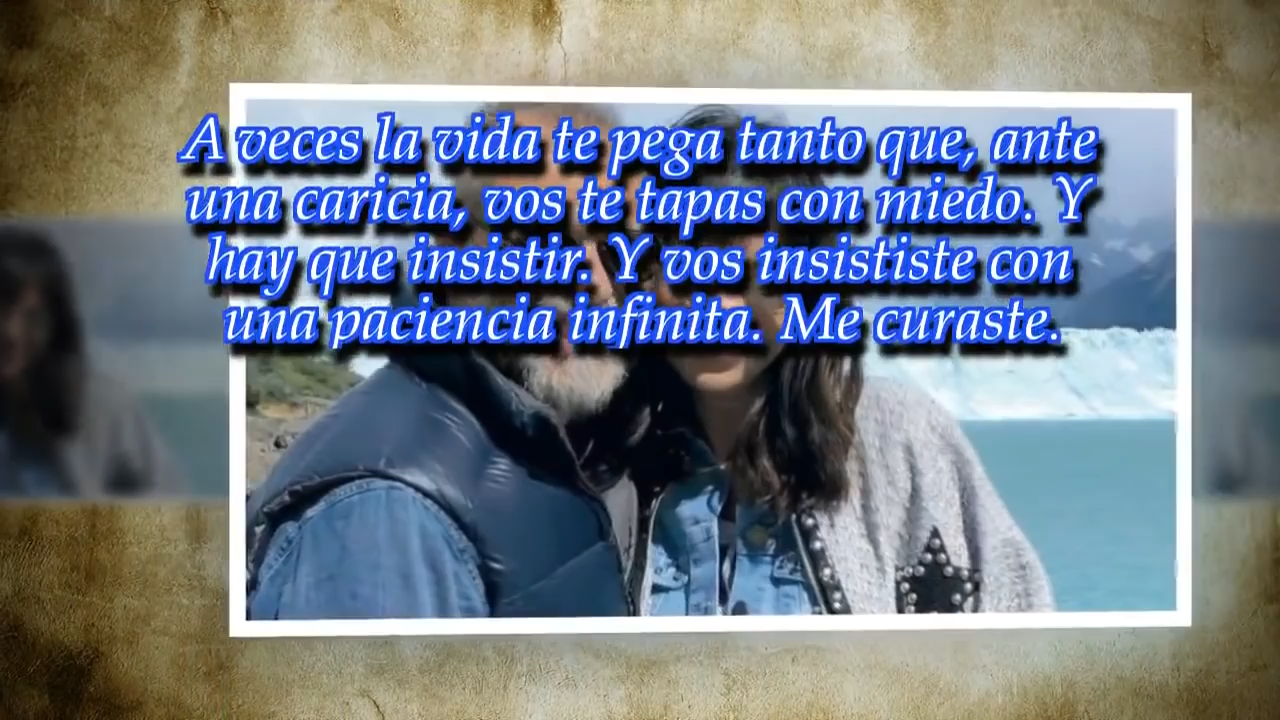 A veces la vida te pega tanto que, ante
una caricia, vos te tapas con miedo. Y
hay que insistir. Y vos insististe con
una paciencia infinita. Me curaste.